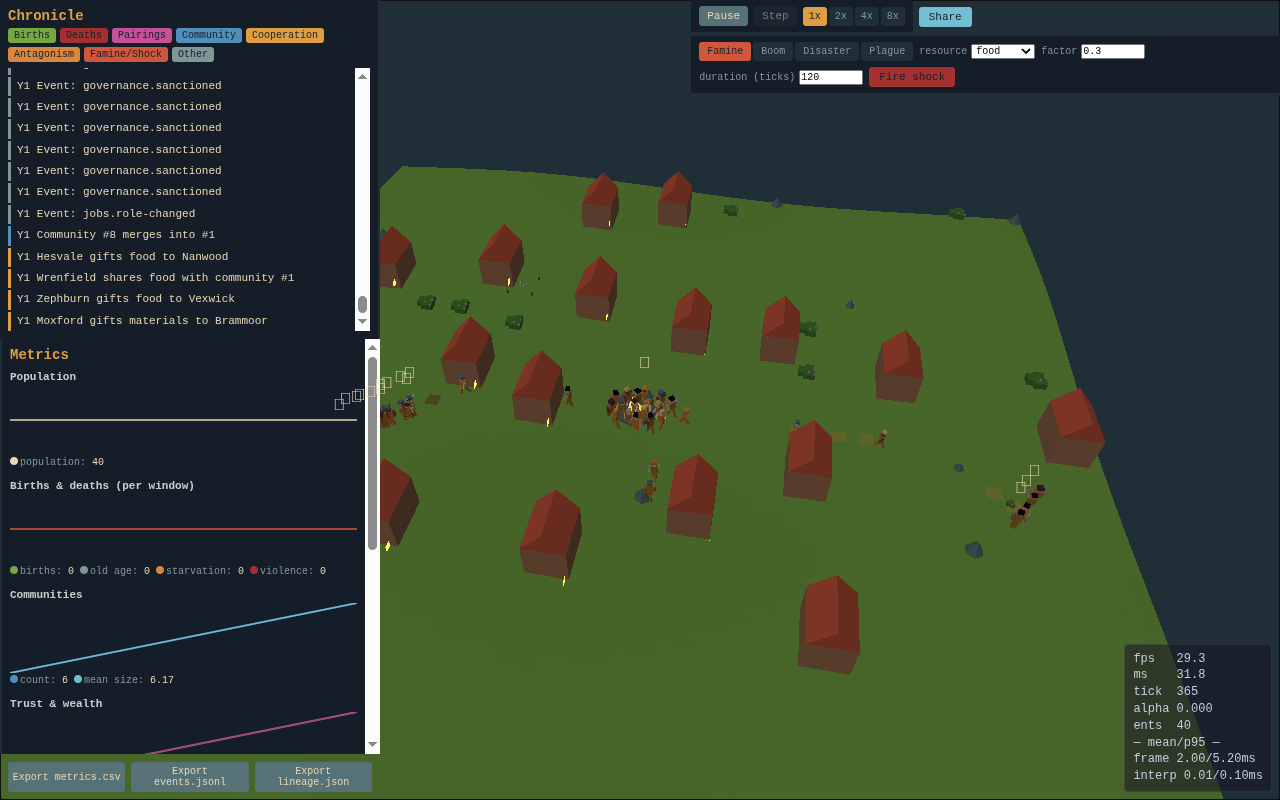 Chronicle
Births Deaths Pairings Community Cooperation
Antagonism Famine/Shock Other
Y1 Event: governance.sanctioned
Y1 Event: governance.sanctioned
Y1 Event: governance.sanctioned
Y1 Event: governance.sanctioned
Y1 Event: governance.sanctioned
Y1 Event: governance.sanctioned
Y1 Event: jobs.role-changed
Y1 Community #8 merges into #1
Y1 Hesvale gifts food to Nanwood
Y1 Wrenfield shares food with community #1
Y1 Zephburn gifts food to Vexwick
Y1 Moxford gifts materials to Brammoor
Metrics
Population
population: 40
Births & deaths (per window)
births: 0 old age: 0 starvation: 0 violence: 0
Communities
count: 6 mean size: 6.17
Trust & wealth
Export metrics.csv
Export events.jsonl
Export lineage.json
Pause Step 1x 2x 4x 8x Share
Famine Boom Disaster Plague resource food factor 0.3
duration (ticks) 120 Fire shock
fps 29.3
ms 31.8
tick 365
alpha 0.000
ents 40
— mean/p95 —
frame 2.00/5.20ms
interp 0.01/0.10ms